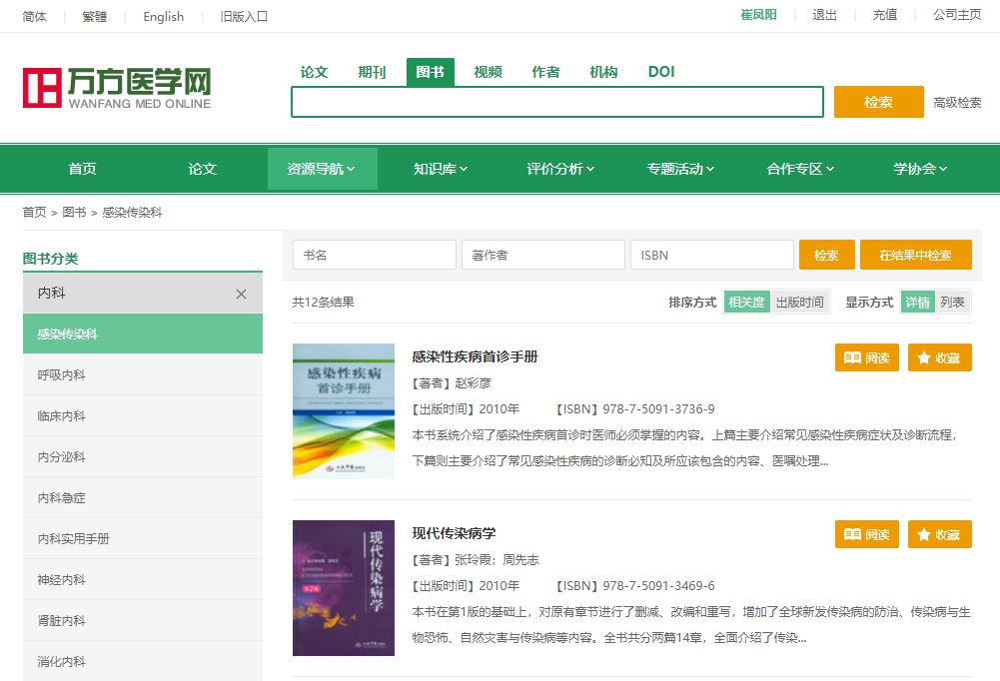 简体 繁體 English 旧版入口 崔凤阳 退出 充值 公司主页
论文 期刊 图书 视频 作者 机构 DOI
万方医学网
WANFANG MED ONLINE
检索 高级检索
首页 论文 资源导航 知识库 评价分析 专题活动 合作专区 学协会
首页 > 图书 > 感染传染科
图书分类
内科
感染传染科
呼吸内科
临床内科
内分泌科
内科急症
内科实用手册
神经内科
肾脏内科
消化内科
书名 著作者 ISBN 检索 在结果中检索
共12条结果 排序方式 相关度 出版时间 显示方式 详情 列表
感染性疾病
首诊手册
感染性疾病首诊手册 阅读 收藏
【著者】赵彩彦
【出版时间】2010年 【ISBN】978-7-5091-3736-9
本书系统介绍了感染性疾病首诊时医师必须掌握的内容。上篇主要介绍常见感染性疾病症状及诊断流程，
下篇则主要介绍了常见感染性疾病的诊断必知及所应该包含的内容、医嘱处理...
现代传染病学
第2版
现代传染病学 阅读 收藏
【著者】张玲霞；周先志
【出版时间】2010年 【ISBN】978-7-5091-3469-6
本书在第1版的基础上，对原有章节进行了删减、改编和重写，增加了全球新发传染病的防治、传染病与生
物恐怖、自然灾害与传染病等内容。全书共分两篇14章，全面介绍了传染...